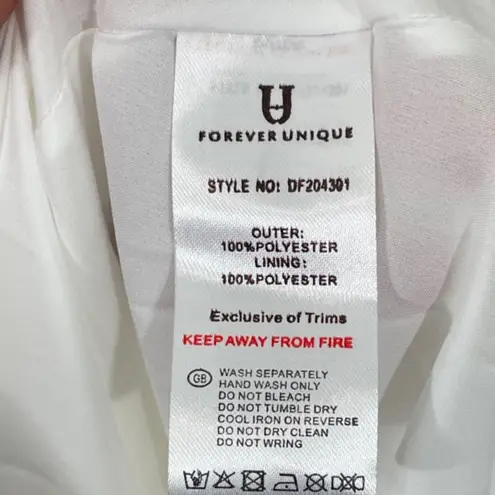 FOREVER UNIQUE
STYLE NO: DF204301
OUTER:
100%POLYESTER
LINING:
100%POLYESTER
Exclusive of Trims
KEEP AWAY FROM FIRE
GB
WASH SEPARATELY
HAND WASH ONLY
DO NOT BLEACH
DO NOT TUMBLE DRY
COOL IRON ON REVERSE
DO NOT DRY CLEAN
DO NOT WRING